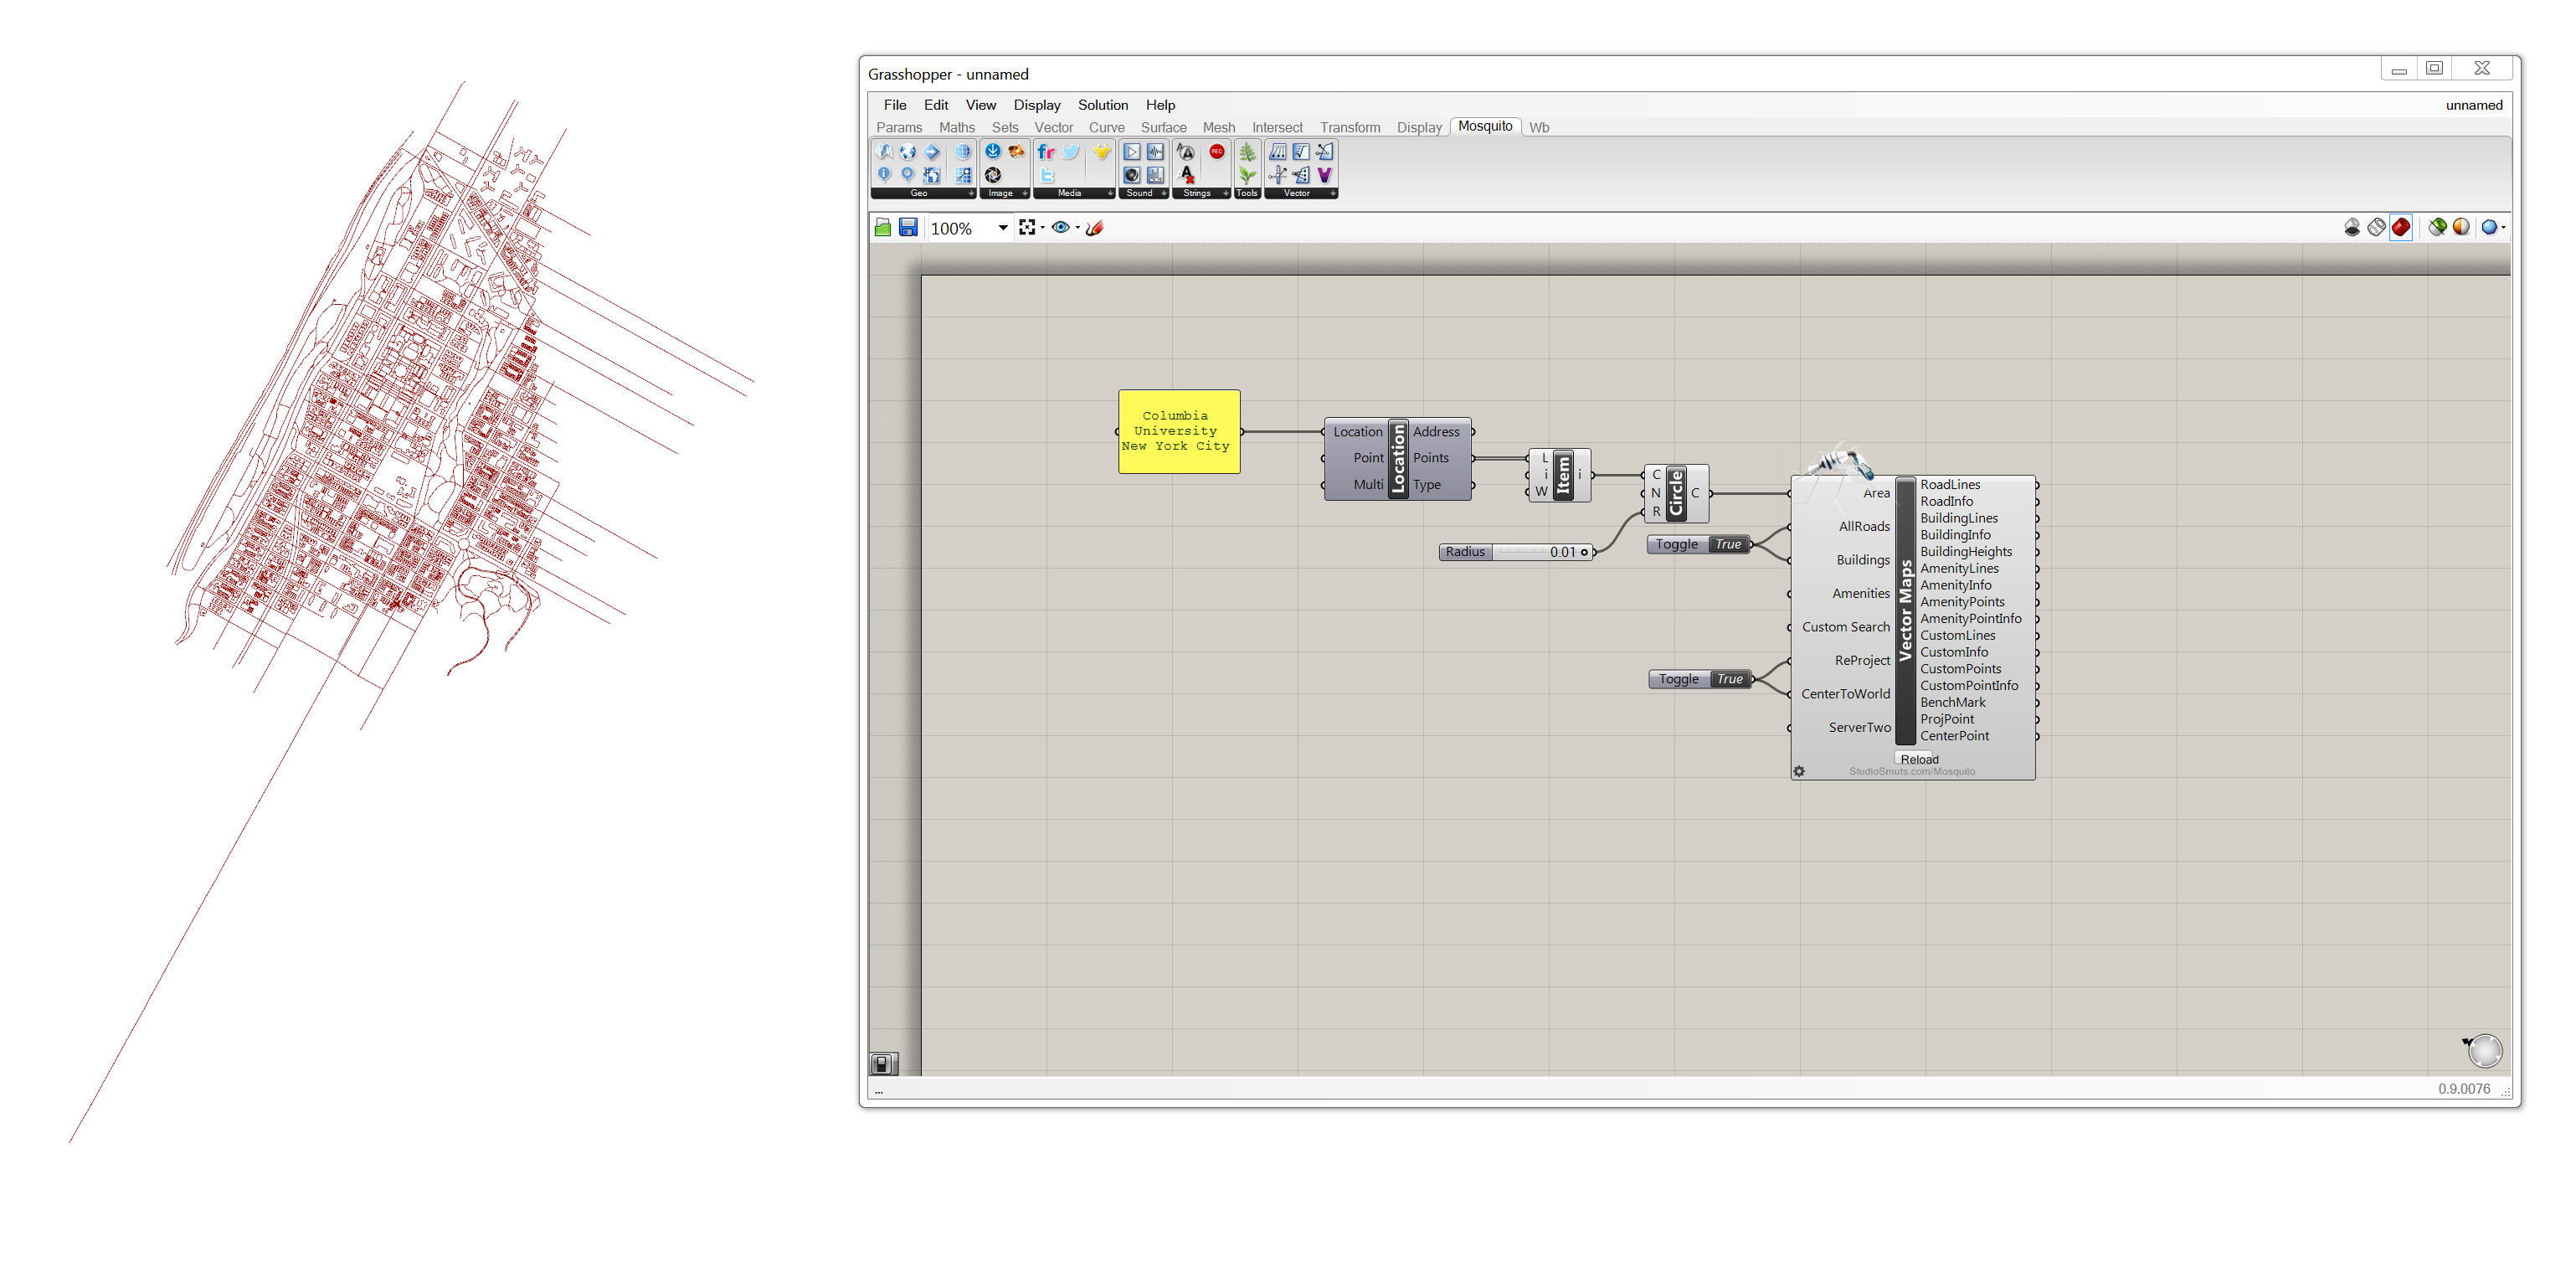 Grasshopper - unnamed
File Edit View Display Solution Help unnamed
Params Maths Sets Vector Curve Surface Mesh Intersect Transform Display Mosquito Wb
fr REC
Geo Image Media Sound Strings Tools Vector
100%
Columbia
University
New York City
Location
Point
Multi
Location
Address
Points
Type
L
i
W
Item
i
C
N
R
Circle
C
Radius 0.01
Toggle True
Toggle True
Area
AllRoads
Buildings
Amenities
Custom Search
ReProject
CenterToWorld
ServerTwo
Vector Maps
RoadLines
RoadInfo
BuildingLines
BuildingInfo
BuildingHeights
AmenityLines
AmenityInfo
AmenityPoints
AmenityPointInfo
CustomLines
CustomInfo
CustomPoints
CustomPointInfo
BenchMark
ProjPoint
CenterPoint
Reload
StudioSmuts.com/Mosquito
...
0.9.0076